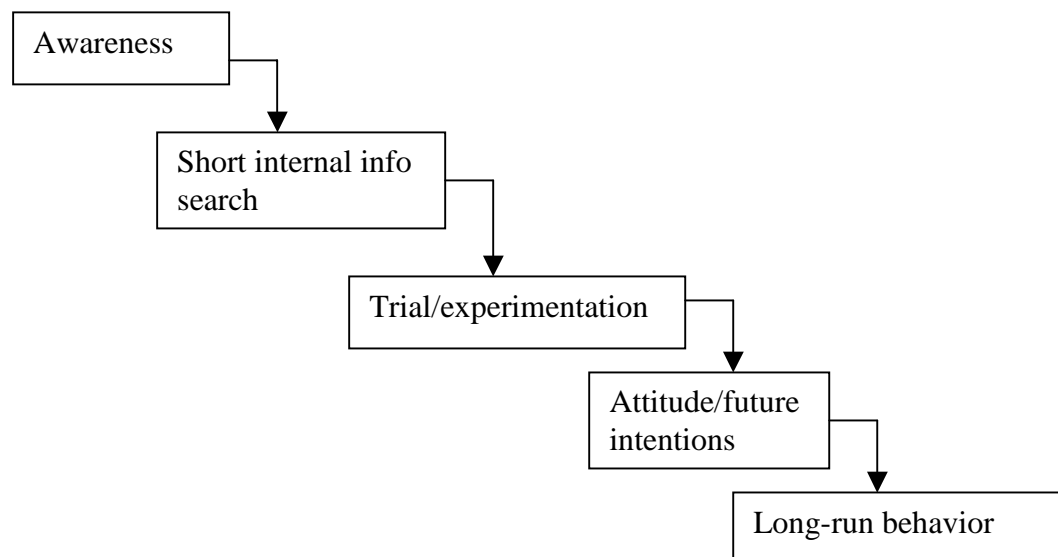 Awareness
Short internal info
search
Trial/experimentation
Attitude/future
intentions
Long-run behavior